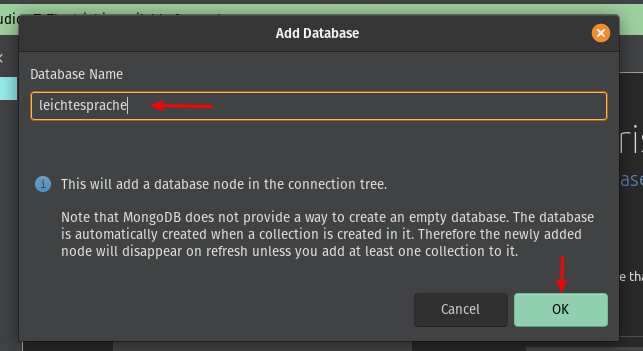 Add Database
Database Name
leichtesprache
This will add a database node in the connection tree.
Note that MongoDB does not provide a way to create an empty database. The database
is automatically created when a collection is created in it. Therefore the newly added
node will disappear on refresh unless you add at least one collection to it.
e tha
Cancel
OK